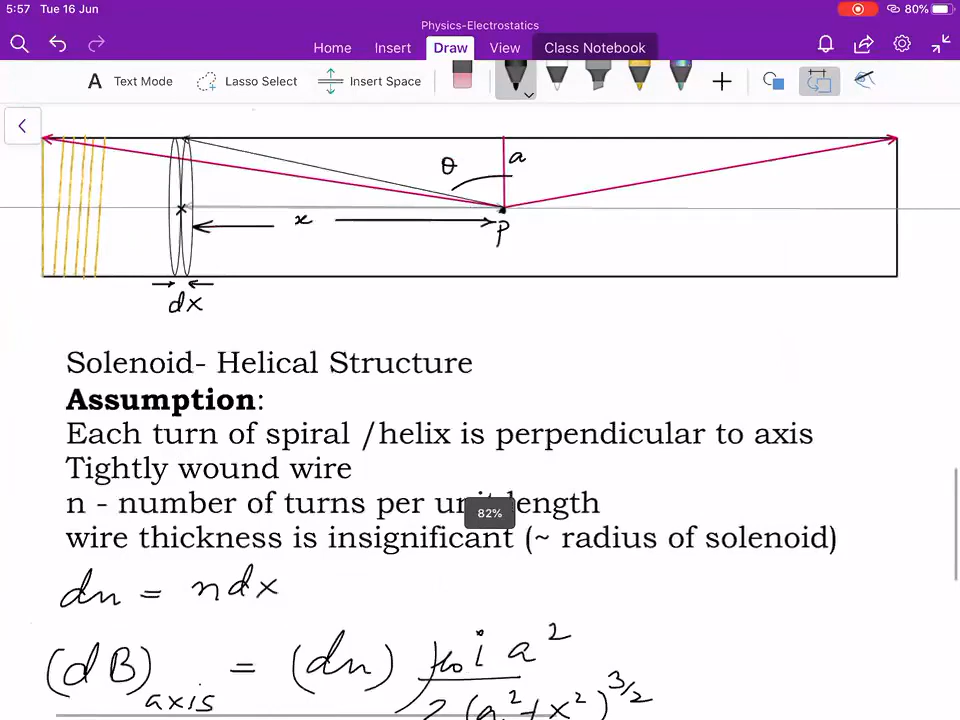 5:57 Tue 16 Jun
80%
Physics-Electrostatics
Home Insert Draw View Class Notebook
A Text Mode Lasso Select Insert Space
θ a
x
P
dx
Solenoid- Helical Structure
Assumption:
Each turn of spiral /helix is perpendicular to axis
Tightly wound wire
n - number of turns per unit length
82%
wire thickness is insignificant (~ radius of solenoid)
dn = ndx
(dB)axis = (dn) μ₀ i a² / 2 (a² + x²)^3/2